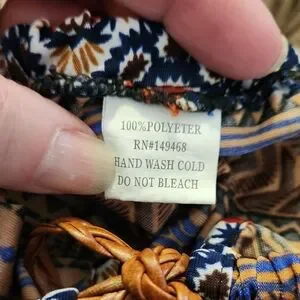 100%POLYETER
RN#149468
HAND WASH COLD
DO NOT BLEACH